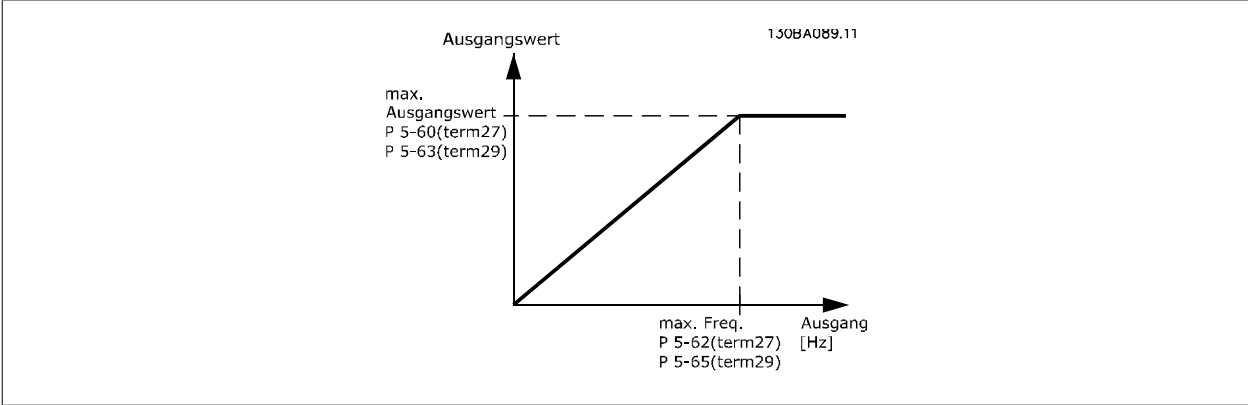 Ausgangswert
130BA089.11
max.
Ausgangswert
P 5-60(term27)
P 5-63(term29)
max. Freq.
P 5-62(term27)
P 5-65(term29)
Ausgang
[Hz]